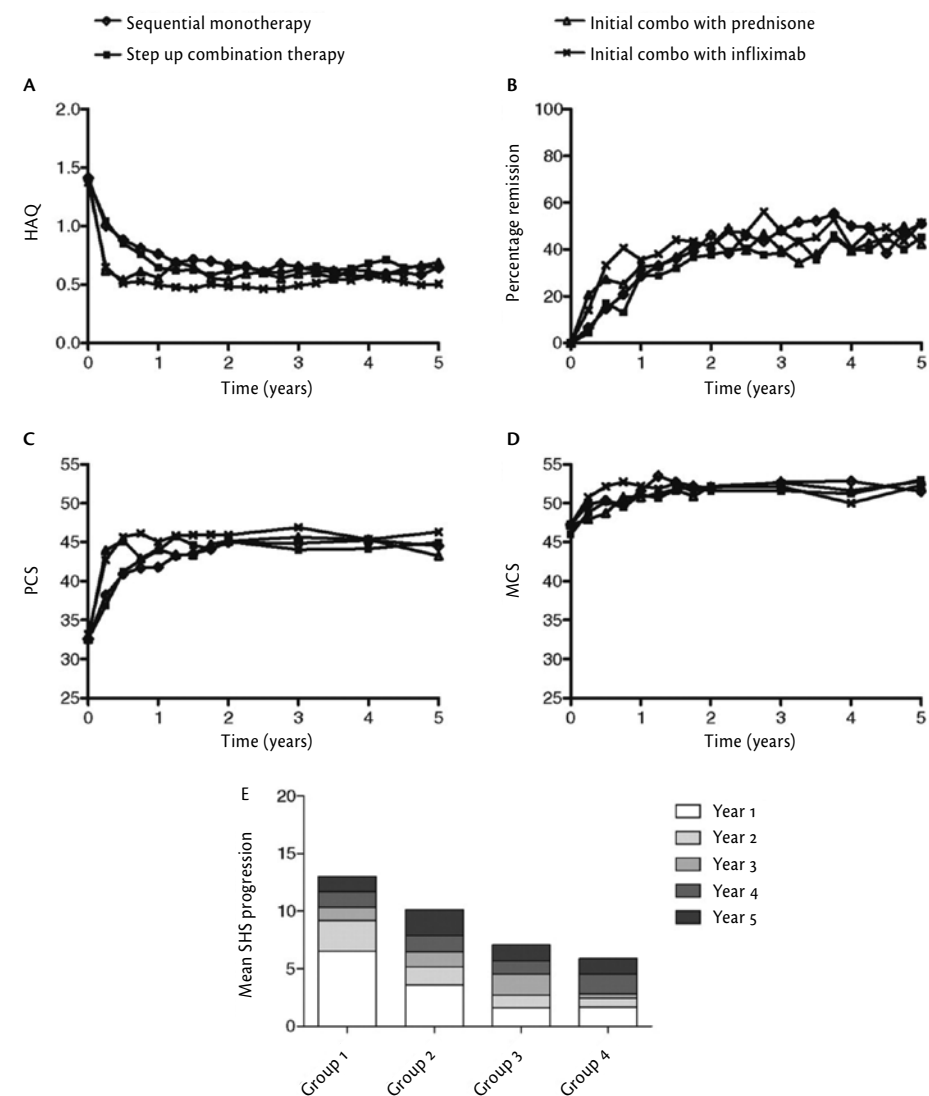 Sequential monotherapy
Step up combination therapy
Initial combo with prednisone
Initial combo with infliximab
A
2.0
1.5
1.0
0.5
0.0
HAQ
0 1 2 3 4 5
Time (years)
B
100
80
60
40
20
0
Percentage remission
0 1 2 3 4 5
Time (years)
C
55
50
45
40
35
30
25
PCS
0 1 2 3 4 5
Time (years)
D
55
50
45
40
35
30
25
MCS
0 1 2 3 4 5
Time (years)
E
20
15
10
5
0
Mean SHS progression
Group 1
Group 2
Group 3
Group 4
Year 1
Year 2
Year 3
Year 4
Year 5